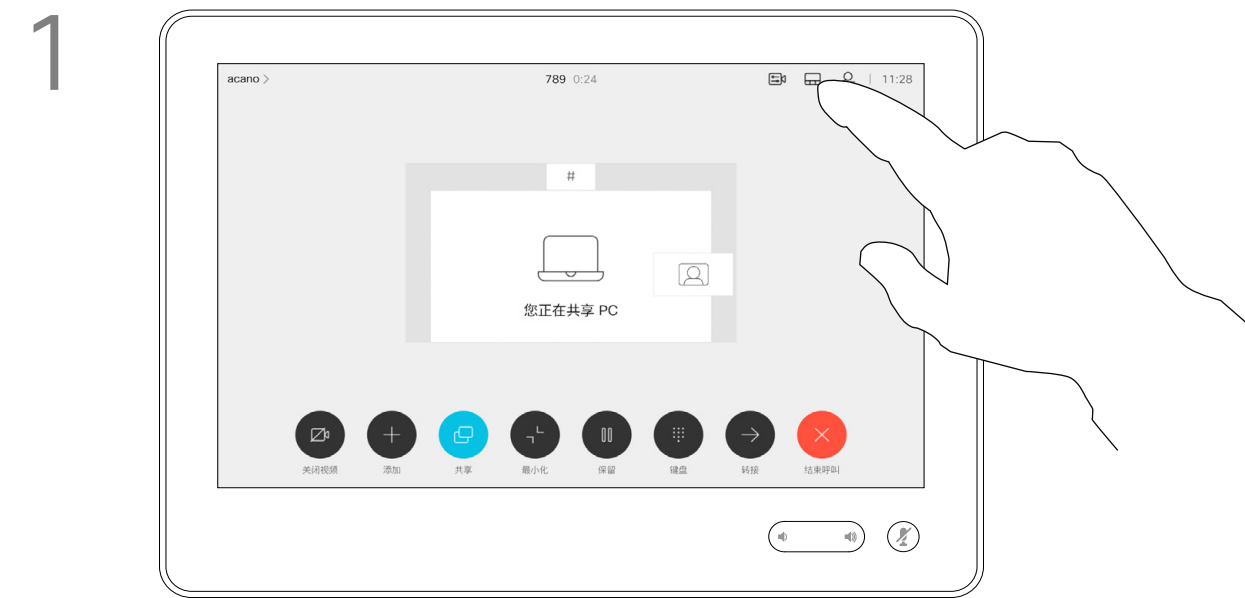 1
acano >
789 0:24
11:28
#
您正在共享 PC
关闭视频
添加
共享
最小化
保留
键盘
转接
结束呼叫